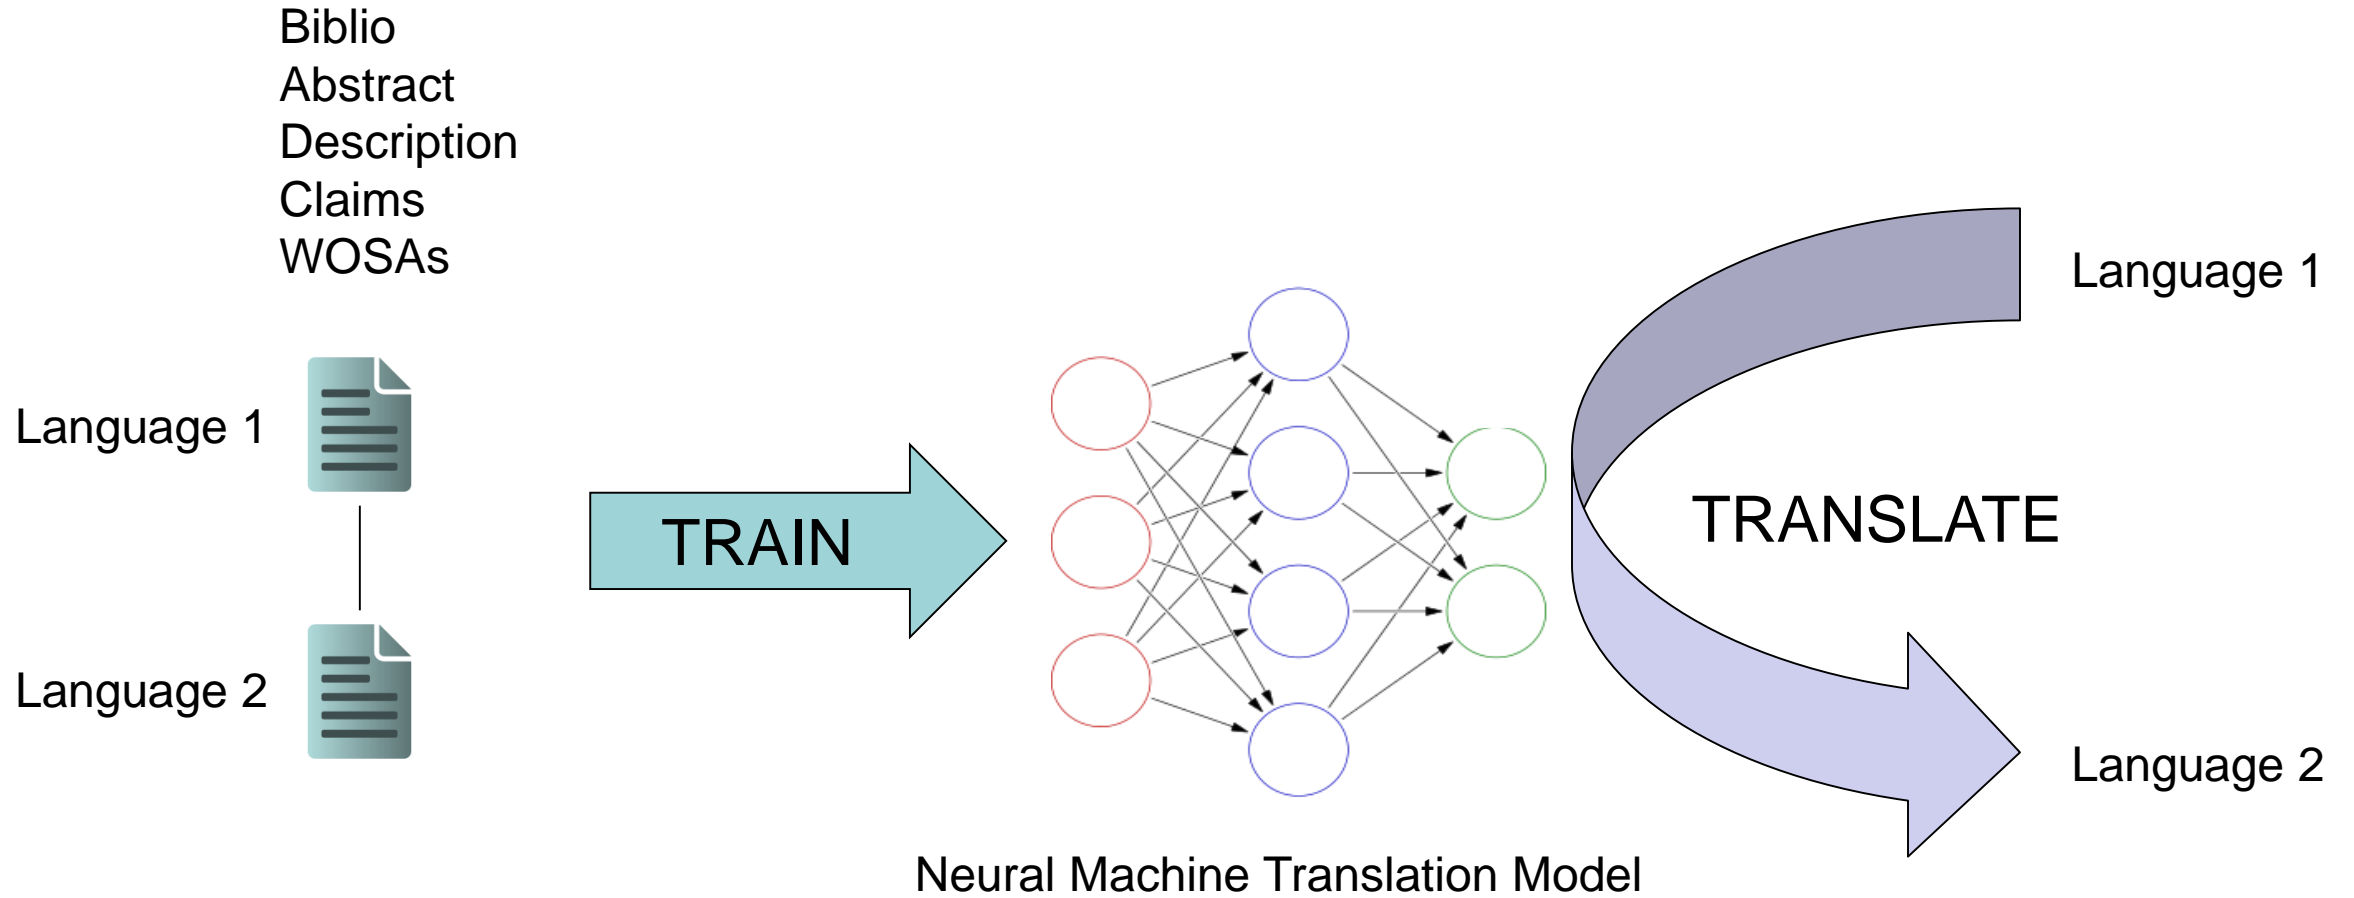 Biblio
Abstract
Description
Claims
WOSAs
Language 1
Language 2
TRAIN
Neural Machine Translation Model
TRANSLATE
Language 1
Language 2